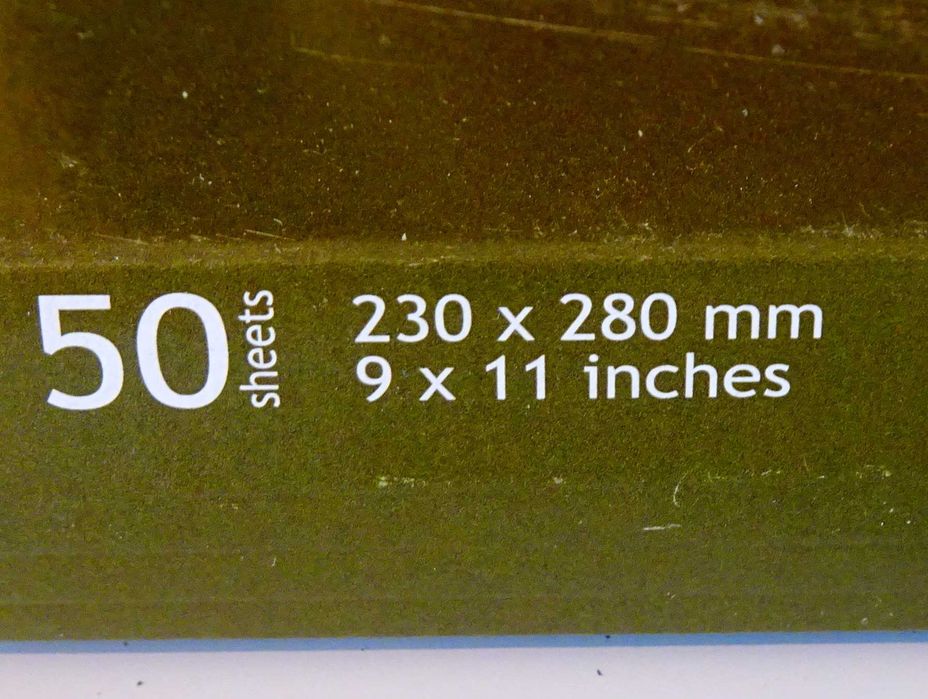 50 sheets
230 x 280 mm
9 x 11 inches